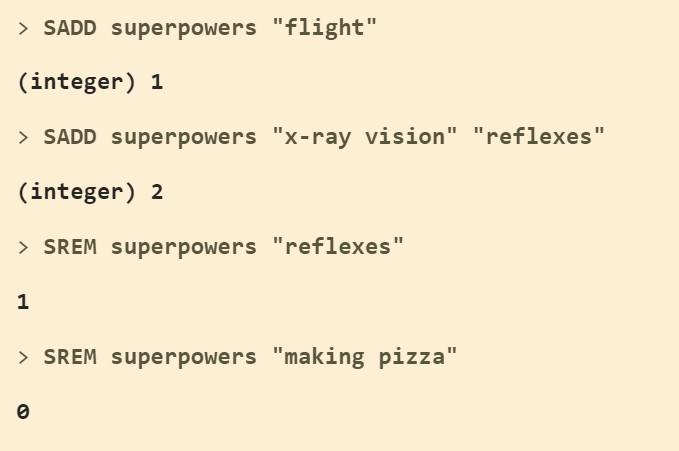 > SADD superpowers "flight"
(integer) 1
> SADD superpowers "x-ray vision" "reflexes"
(integer) 2
> SREM superpowers "reflexes"
1
> SREM superpowers "making pizza"
0